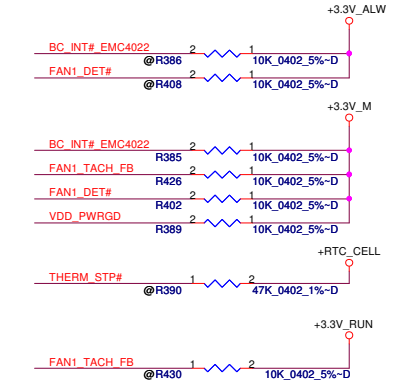 +3.3V_ALW
BC_INT#_EMC4022 2 1
@R386 10K_0402_5%~D
FAN1_DET# 2 1
@R408 10K_0402_5%~D
+3.3V_M
BC_INT#_EMC4022 2 1
R385 10K_0402_5%~D
FAN1_TACH_FB 2 1
R426 10K_0402_5%~D
FAN1_DET# 2 1
R402 10K_0402_5%~D
VDD_PWRGD 2 1
R389 10K_0402_5%~D
+RTC_CELL
THERM_STP# 1 2
@R390 47K_0402_1%~D
+3.3V_RUN
FAN1_TACH_FB 1 2
@R430 10K_0402_5%~D